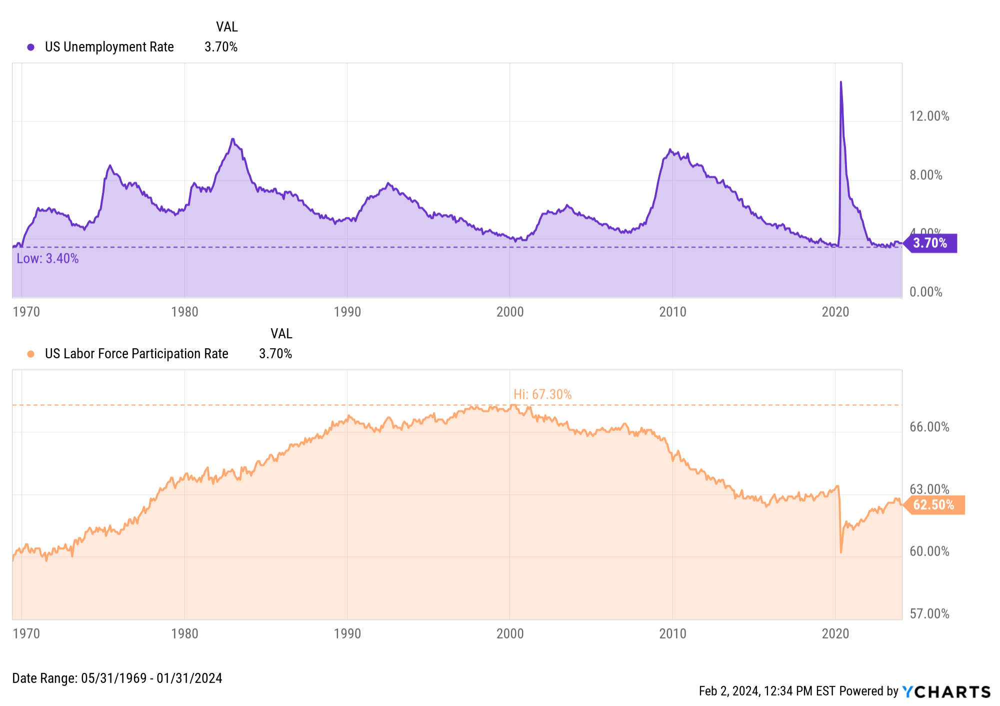 VAL
US Unemployment Rate 3.70%
12.00%
8.00%
4.00%
3.70%
Low: 3.40%
0.00%
1970 1980 1990 2000 2010 2020
VAL
US Labor Force Participation Rate 3.70%
Hi: 67.30%
66.00%
63.00%
62.50%
60.00%
57.00%
1970 1980 1990 2000 2010 2020
Date Range: 05/31/1969 - 01/31/2024
Feb 2, 2024, 12:34 PM EST Powered by YCHARTS